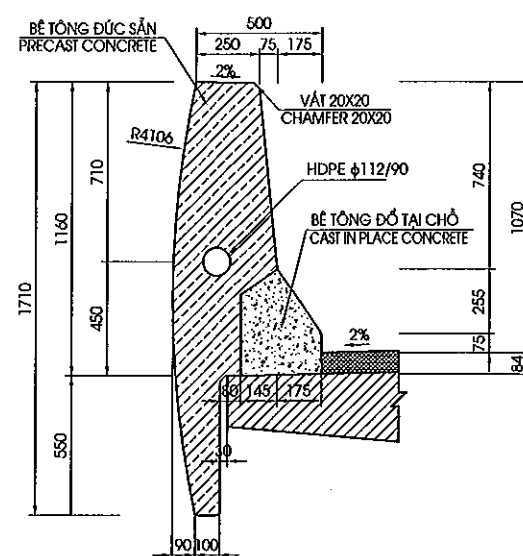 500
BÊ TÔNG ĐÚC SẴN
PRECAST CONCRETE
250 75 175
2%
VÁT 20X20
CHAMFER 20X20
R4106
710
HDPE ϕ112/90
740
1160
BÊ TÔNG ĐỔ TẠI CHỖ
CAST IN PLACE CONCRETE
1070
1710
450
255
2%
75
84
80 145 175
550
30
90 100